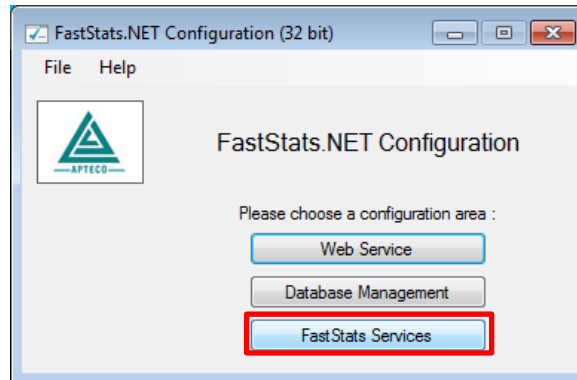 FastStats.NET Configuration (32 bit)
File Help
APTECO
FastStats.NET Configuration
Please choose a configuration area :
Web Service
Database Management
FastStats Services